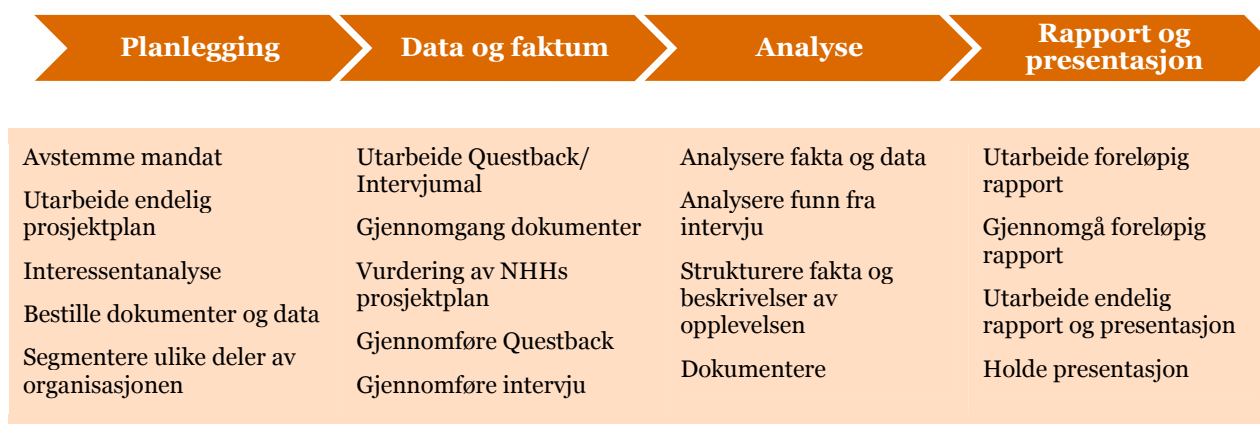 Planlegging
Data og faktum
Analyse
Rapport og
presentasjon
Avstemme mandat
Utarbeide endelig
prosjektplan
Interessentanalyse
Bestille dokumenter og data
Segmentere ulike deler av
organisasjonen
Utarbeide Questback/
Intervjumal
Gjennomgang dokumenter
Vurdering av NHHs
prosjektplan
Gjennomføre Questback
Gjennomføre intervju
Analysere fakta og data
Analysere funn fra
intervju
Strukturere fakta og
beskrivelser av
opplevelsen
Dokumentere
Utarbeide foreløpig
rapport
Gjennomgå foreløpig
rapport
Utarbeide endelig
rapport og presentasjon
Holde presentasjon